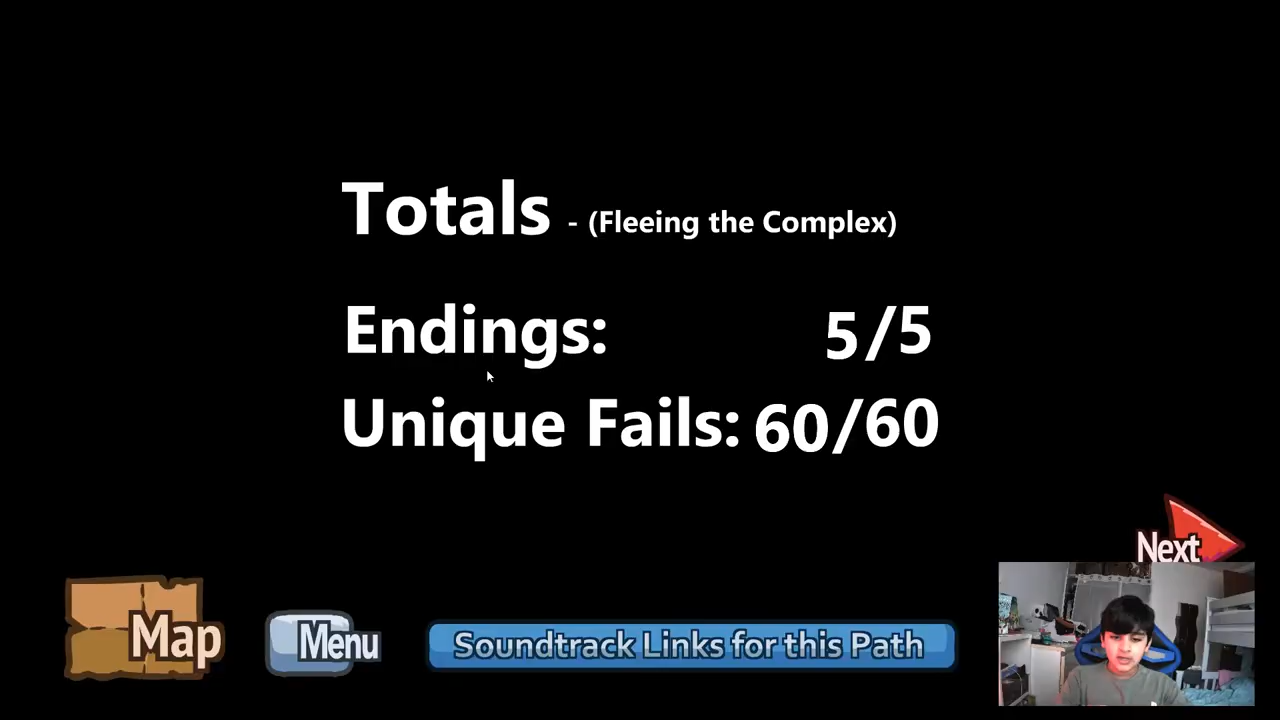 Totals - (Fleeing the Complex)
Endings: 5/5
Unique Fails: 60/60
Next
Map
Menu
Soundtrack Links for this Path